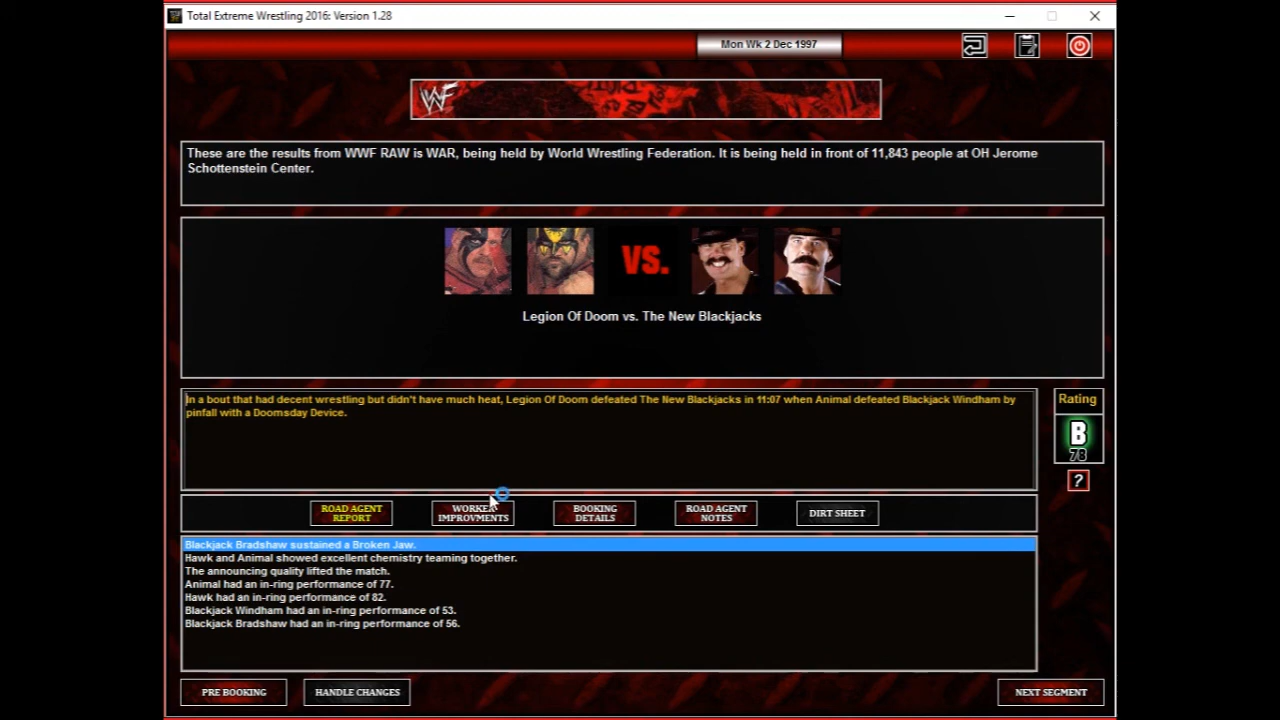 Total Extreme Wrestling 2016: Version 1.28
Mon Wk 2 Dec 1997
WF
These are the results from WWF RAW is WAR, being held by World Wrestling Federation. It is being held in front of 11,843 people at OH Jerome
Schottenstein Center.
VS.
Legion Of Doom vs. The New Blackjacks
In a bout that had decent wrestling but didn't have much heat, Legion Of Doom defeated The New Blackjacks in 11:07 when Animal defeated Blackjack Windham by
pinfall with a Doomsday Device.
Rating
B
78
?
ROAD AGENT
REPORT
WORKER
IMPROVMENTS
BOOKING
DETAILS
ROAD AGENT
NOTES
DIRT SHEET
Blackjack Bradshaw sustained a Broken Jaw.
Hawk and Animal showed excellent chemistry teaming together.
The announcing quality lifted the match.
Animal had an in-ring performance of 77.
Hawk had an in-ring performance of 82.
Blackjack Windham had an in-ring performance of 53.
Blackjack Bradshaw had an in-ring performance of 56.
PRE BOOKING
HANDLE CHANGES
NEXT SEGMENT